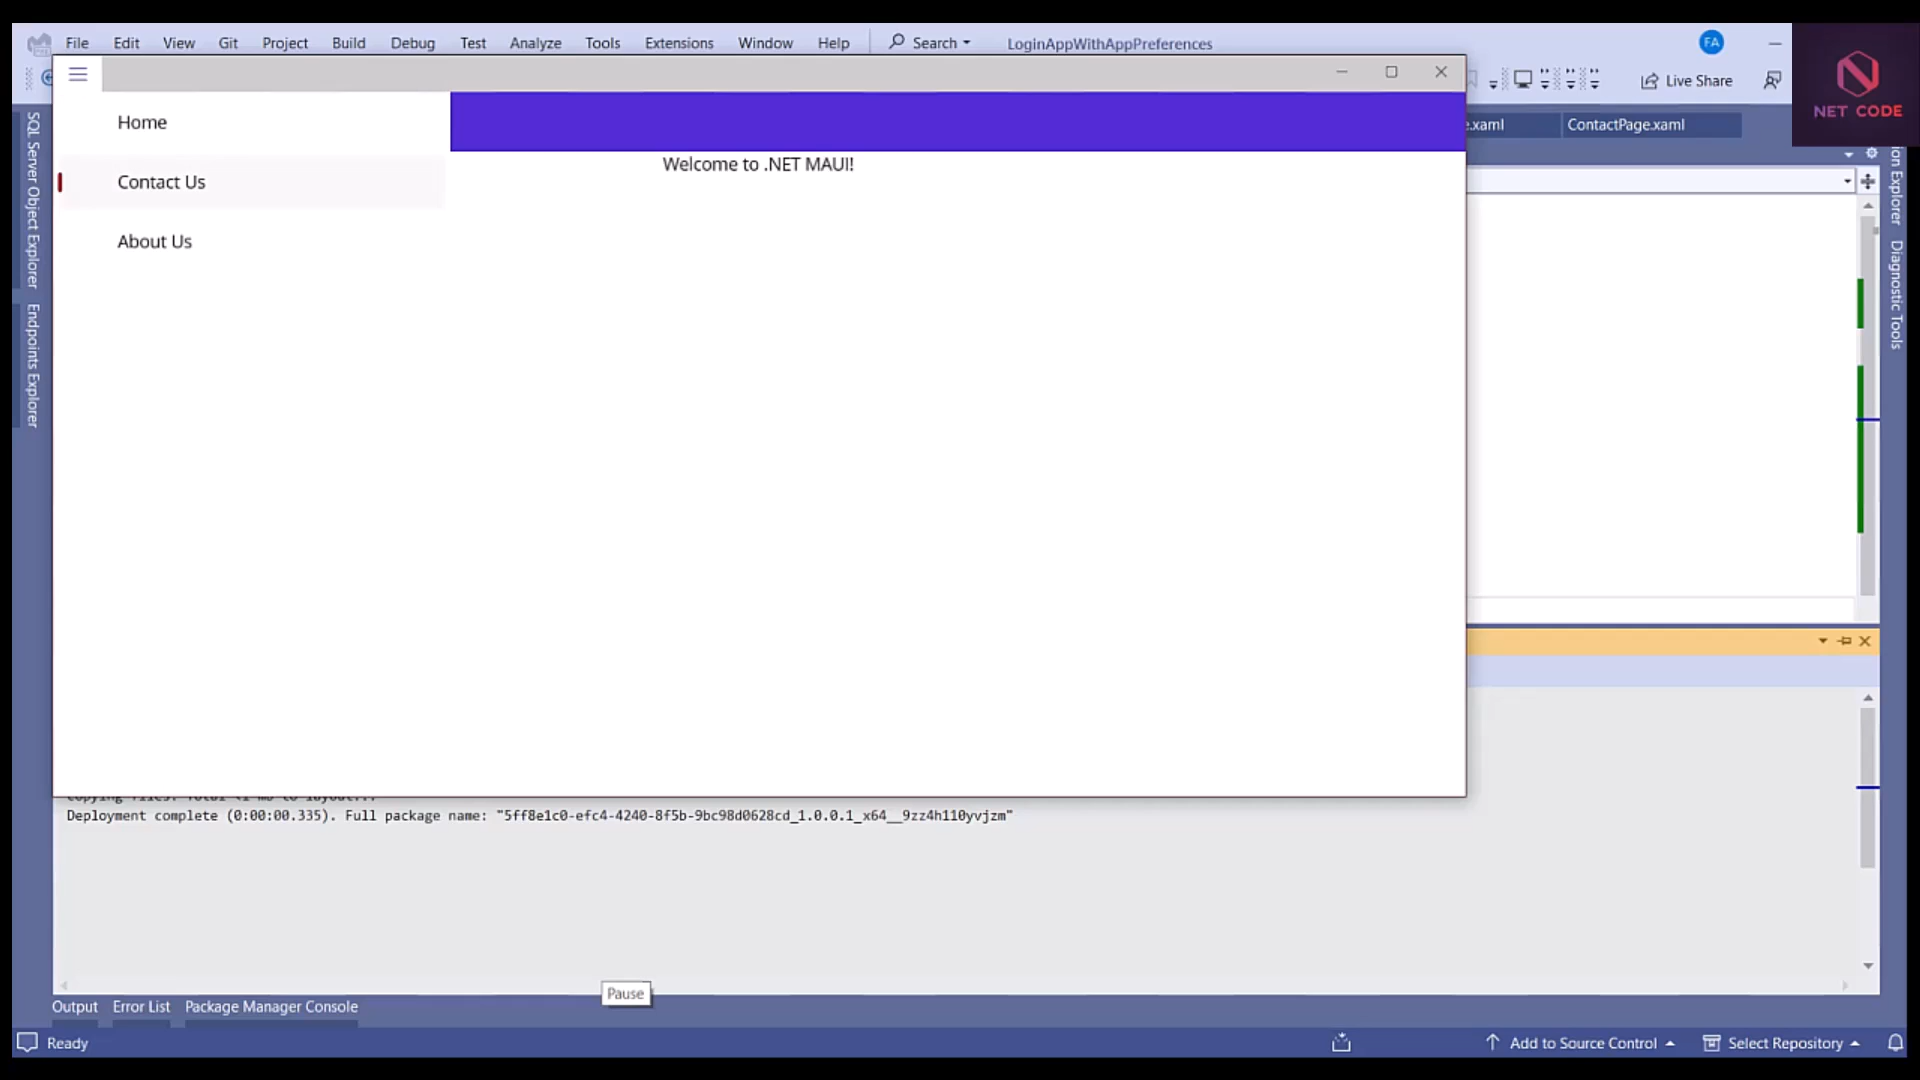 File Edit View Git Project Build Debug Test Analyze Tools Extensions Window Help Search LoginAppWithAppPreferences FA
Live Share
NET CODE
.xaml ContactPage.xaml
SQL Server Object Explorer
Endpoints Explorer
Home
Contact Us
About Us
Welcome to .NET MAUI!
Explorer
Diagnostic Tools
Deployment complete (0:00:00.335). Full package name: "5ff8e1c0-efc4-4240-8f5b-9bc98d0628cd_1.0.0.1_x64__9zz4h110yvjzm"
Pause
Output Error List Package Manager Console
Ready Add to Source Control Select Repository